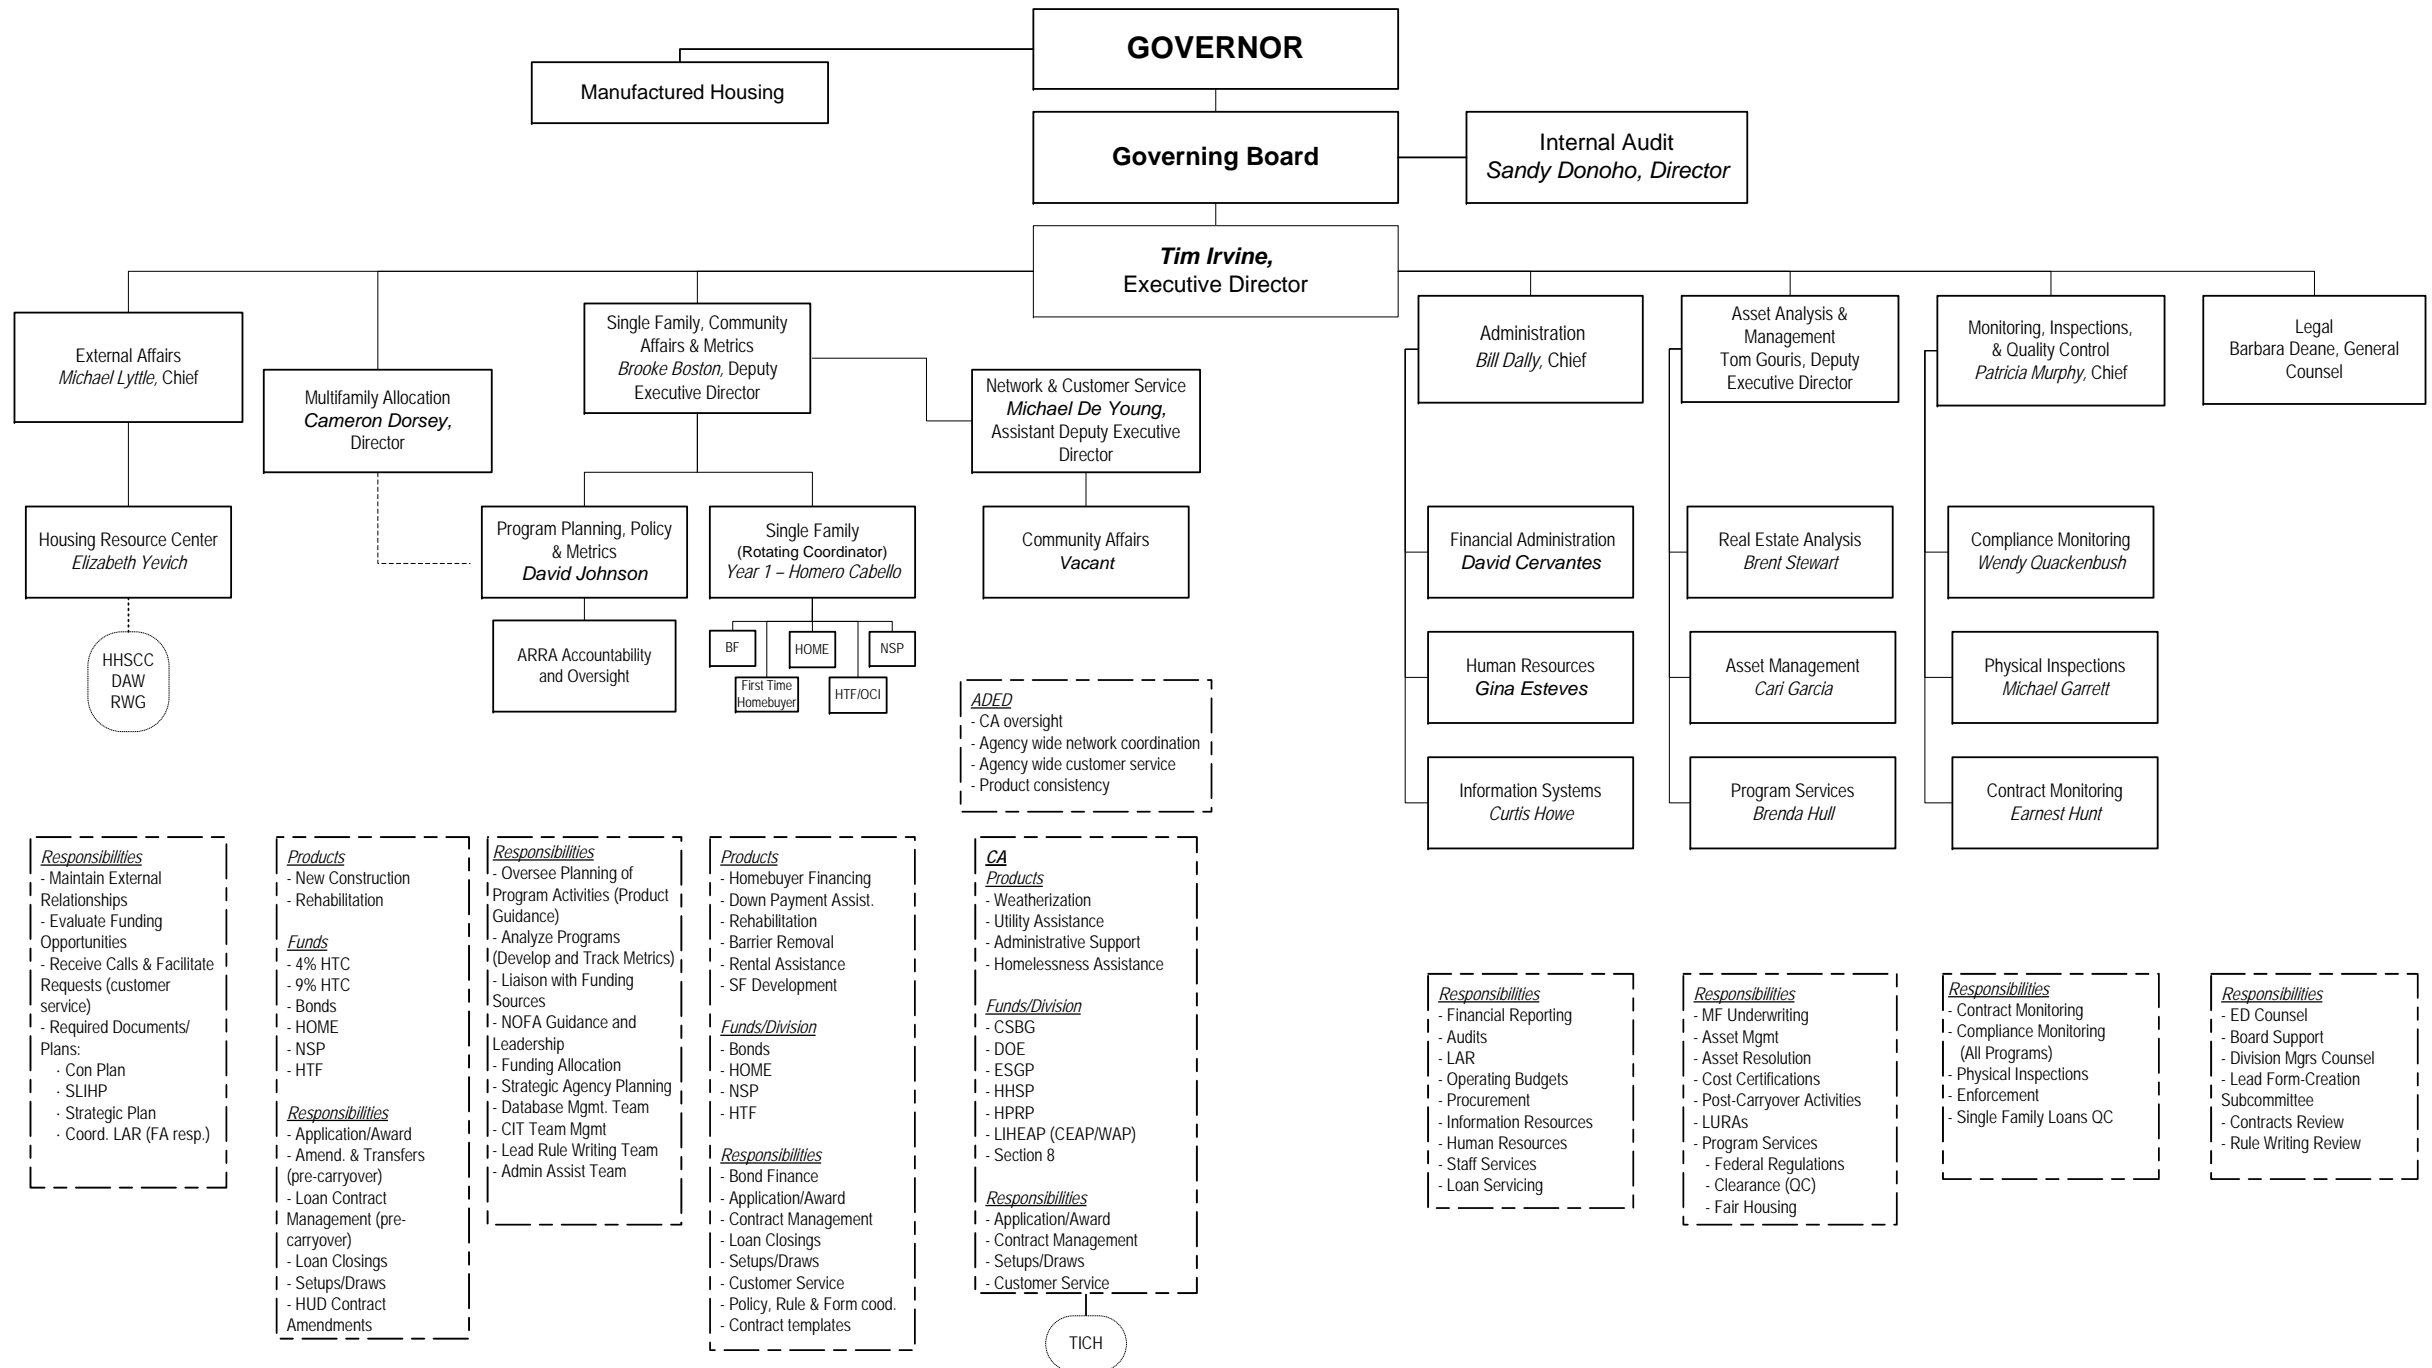 GOVERNOR
Manufactured Housing
Governing Board
Internal Audit
Sandy Donoho, Director
Tim Irvine,
Executive Director
External Affairs
Michael Lyttle, Chief
Multifamily Allocation
Cameron Dorsey,
Director
Single Family, Community
Affairs & Metrics
Brooke Boston, Deputy
Executive Director
Network & Customer Service
Michael De Young,
Assistant Deputy Executive
Director
Administration
Bill Dally, Chief
Asset Analysis &
Management
Tom Gouris, Deputy
Executive Director
Monitoring, Inspections,
& Quality Control
Patricia Murphy, Chief
Legal
Barbara Deane, General
Counsel
Housing Resource Center
Elizabeth Yevich
HHSCC
DAW
RWG
Program Planning, Policy
& Metrics
David Johnson
ARRA Accountability
and Oversight
Single Family
(Rotating Coordinator)
Year 1 – Homero Cabello
BF
HOME
NSP
First Time
Homebuyer
HTF/OCI
Community Affairs
Vacant
Financial Administration
David Cervantes
Human Resources
Gina Esteves
Information Systems
Curtis Howe
Real Estate Analysis
Brent Stewart
Asset Management
Cari Garcia
Program Services
Brenda Hull
Compliance Monitoring
Wendy Quackenbush
Physical Inspections
Michael Garrett
Contract Monitoring
Earnest Hunt
ADED
- CA oversight
- Agency wide network coordination
- Agency wide customer service
- Product consistency
Responsibilities
- Maintain External
Relationships
- Evaluate Funding
Opportunities
- Receive Calls & Facilitate
Requests (customer
service)
- Required Documents/
Plans:
· Con Plan
· SLIHP
· Strategic Plan
· Coord. LAR (FA resp.)
Products
- New Construction
- Rehabilitation
Funds
- 4% HTC
- 9% HTC
- Bonds
- HOME
- NSP
- HTF
Responsibilities
- Application/Award
- Amend. & Transfers
(pre-carryover)
- Loan Contract
Management (pre-
carryover)
- Loan Closings
- Setups/Draws
- HUD Contract
Amendments
Responsibilities
- Oversee Planning of
Program Activities (Product
Guidance)
- Analyze Programs
(Develop and Track Metrics)
- Liaison with Funding
Sources
- NOFA Guidance and
Leadership
- Funding Allocation
- Strategic Agency Planning
- Database Mgmt. Team
- CIT Team Mgmt
- Lead Rule Writing Team
- Admin Assist Team
Products
- Homebuyer Financing
- Down Payment Assist.
- Rehabilitation
- Barrier Removal
- Rental Assistance
- SF Development
Funds/Division
- Bonds
- HOME
- NSP
- HTF
Responsibilities
- Bond Finance
- Application/Award
- Contract Management
- Loan Closings
- Setups/Draws
- Customer Service
- Policy, Rule & Form cood.
- Contract templates
CA
Products
- Weatherization
- Utility Assistance
- Administrative Support
- Homelessness Assistance
Funds/Division
- CSBG
- DOE
- ESGP
- HHSP
- HPRP
- LIHEAP (CEAP/WAP)
- Section 8
Responsibilities
- Application/Award
- Contract Management
- Setups/Draws
- Customer Service
TICH
Responsibilities
- Financial Reporting
- Audits
- LAR
- Operating Budgets
- Procurement
- Information Resources
- Human Resources
- Staff Services
- Loan Servicing
Responsibilities
- MF Underwriting
- Asset Mgmt
- Asset Resolution
- Cost Certifications
- Post-Carryover Activities
- LURAs
- Program Services
- Federal Regulations
- Clearance (QC)
- Fair Housing
Responsibilities
- Contract Monitoring
- Compliance Monitoring
(All Programs)
- Physical Inspections
- Enforcement
- Single Family Loans QC
Responsibilities
- ED Counsel
- Board Support
- Division Mgrs Counsel
- Lead Form-Creation
Subcommittee
- Contracts Review
- Rule Writing Review